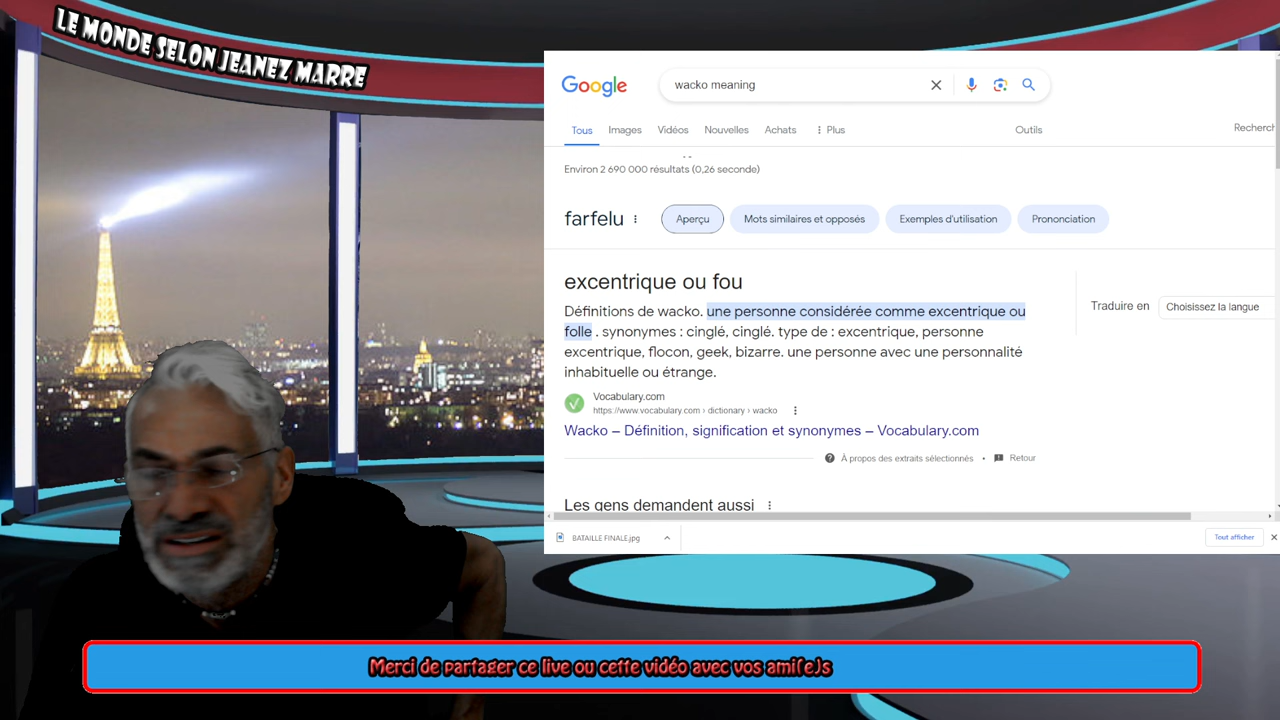 LE MONDE SELON JEANEZ MARRE
Google
wacko meaning
Tous Images Vidéos Nouvelles Achats Plus Outils
Recherch
Environ 2 690 000 résultats (0,26 seconde)
farfelu Aperçu Mots similaires et opposés Exemples d'utilisation Prononciation
excentrique ou fou
Définitions de wacko. une personne considérée comme excentrique ou
folle . synonymes : cinglé, cinglé. type de : excentrique, personne
excentrique, flocon, geek, bizarre. une personne avec une personnalité
inhabituelle ou étrange.
Traduire en Choisissez la langue
Vocabulary.com
https://www.vocabulary.com › dictionary › wacko
Wacko – Définition, signification et synonymes – Vocabulary.com
À propos des extraits sélectionnés • Retour
Les gens demandent aussi
BATAILLE FINALE.jpg
Tout afficher
Merci de partager ce live ou cette vidéo avec vos ami(e)s